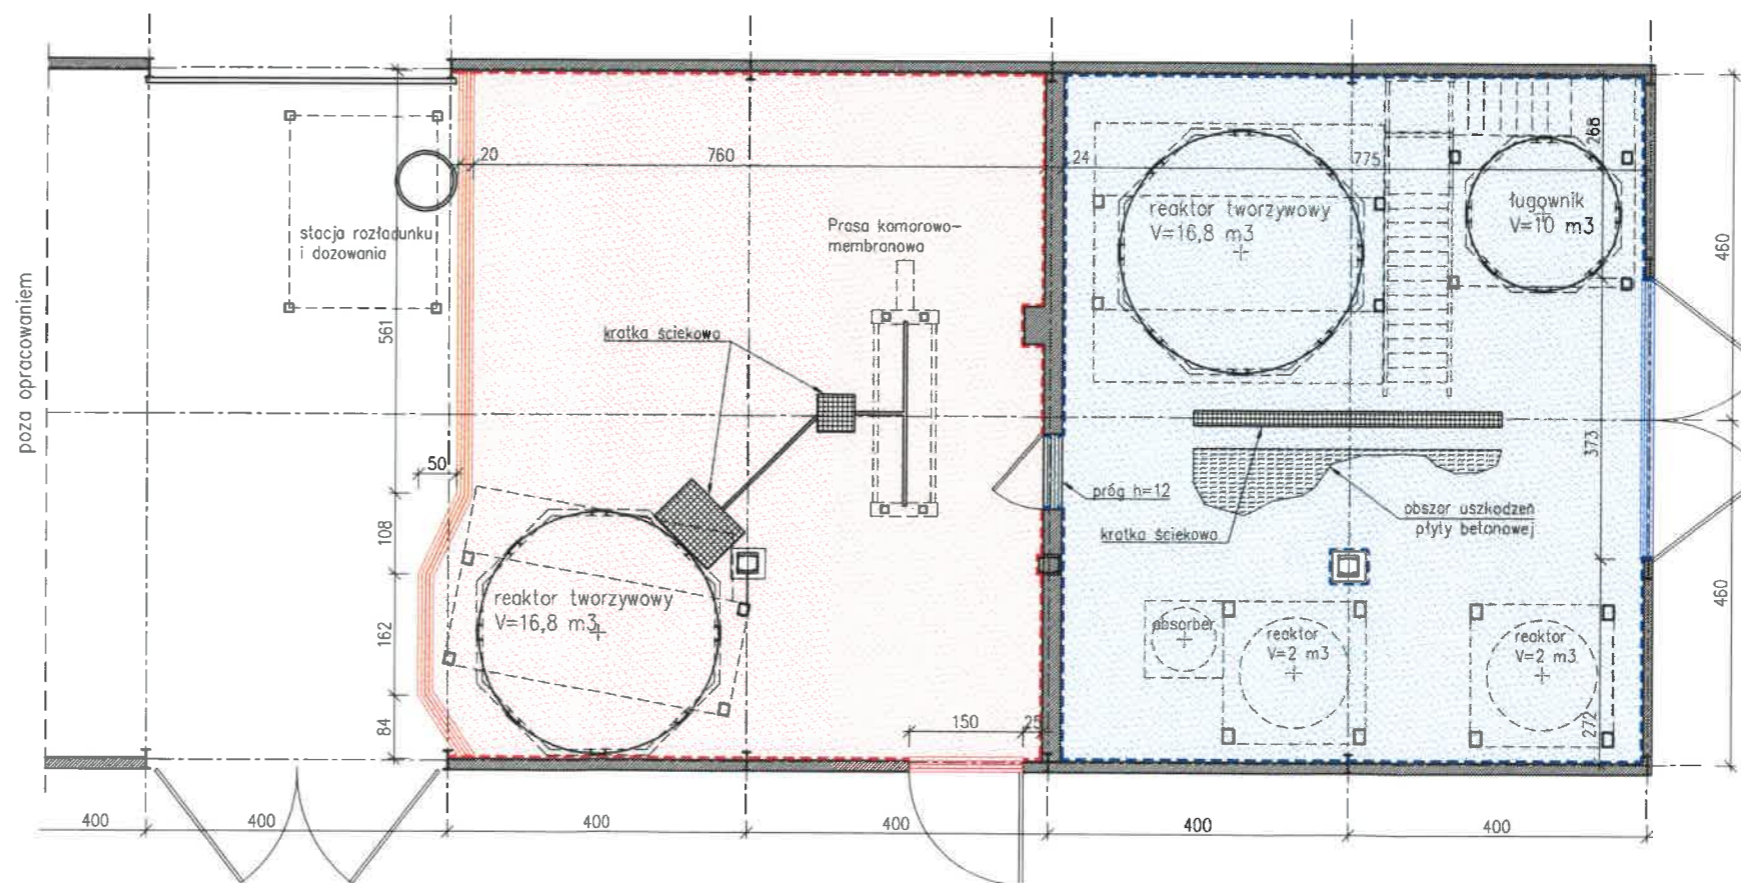 poza opracowaniem
stacja rozładunku
i dozowania
20
760
24
775
268
Prasa komorowo-
membranowa
reaktor tworzywowy
V=16,8 m3
ługownik
V=10 m3
kratka ściekowa
561
50
108
162
84
460
373
460
272
próg h=12
kratka ściekowa
obszar uszkodzeń
płyty betonowej
reaktor tworzywowy
V=16,8 m3
absorber
reaktor
V=2 m3
reaktor
V=2 m3
150
25
400
400
400
400
400
400